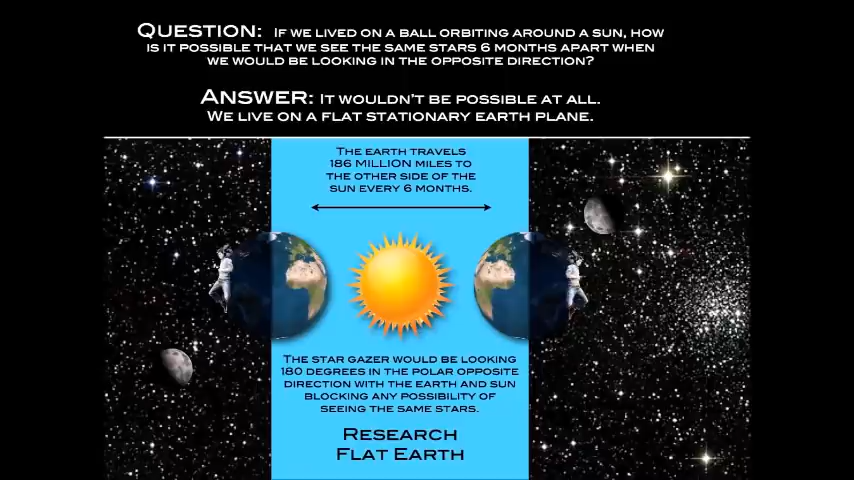 QUESTION: IF WE LIVED ON A BALL ORBITING AROUND A SUN, HOW
IS IT POSSIBLE THAT WE SEE THE SAME STARS 6 MONTHS APART WHEN
WE WOULD BE LOOKING IN THE OPPOSITE DIRECTION?
ANSWER: IT WOULDN'T BE POSSIBLE AT ALL.
WE LIVE ON A FLAT STATIONARY EARTH PLANE.
THE EARTH TRAVELS
186 MILLION MILES TO
THE OTHER SIDE OF THE
SUN EVERY 6 MONTHS.
THE STAR GAZER WOULD BE LOOKING
180 DEGREES IN THE POLAR OPPOSITE
DIRECTION WITH THE EARTH AND SUN
BLOCKING ANY POSSIBILITY OF
SEEING THE SAME STARS.
RESEARCH
FLAT EARTH